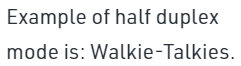 Example of half duplex
mode is: Walkie-Talkies.